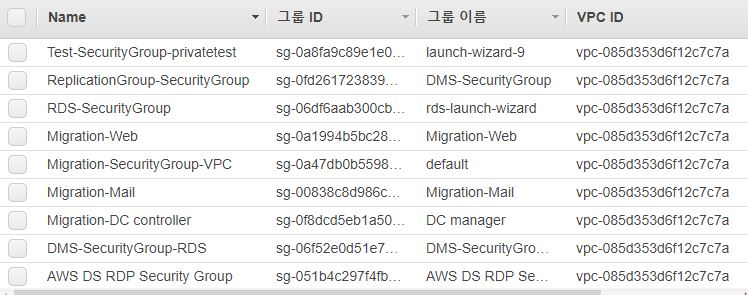 Name 그룹 ID 그룹 이름 VPC ID
Test-SecurityGroup-privatetest sg-0a8fa9c89e1e0... launch-wizard-9 vpc-085d353d6f12c7c7a
ReplicationGroup-SecurityGroup sg-0fd261723839... DMS-SecurityGroup vpc-085d353d6f12c7c7a
RDS-SecurityGroup sg-06df6aab300cb... rds-launch-wizard vpc-085d353d6f12c7c7a
Migration-Web sg-0a1994b5bc28... Migration-Web vpc-085d353d6f12c7c7a
Migration-SecurityGroup-VPC sg-0a47db0b5598... default vpc-085d353d6f12c7c7a
Migration-Mail sg-00838c8d986c... Migration-Mail vpc-085d353d6f12c7c7a
Migration-DC controller sg-0f8dcd5eb1a50... DC manager vpc-085d353d6f12c7c7a
DMS-SecurityGroup-RDS sg-06f52e0d51e7... DMS-SecurityGro... vpc-085d353d6f12c7c7a
AWS DS RDP Security Group sg-051b4c297f4fb... AWS DS RDP Se... vpc-085d353d6f12c7c7a